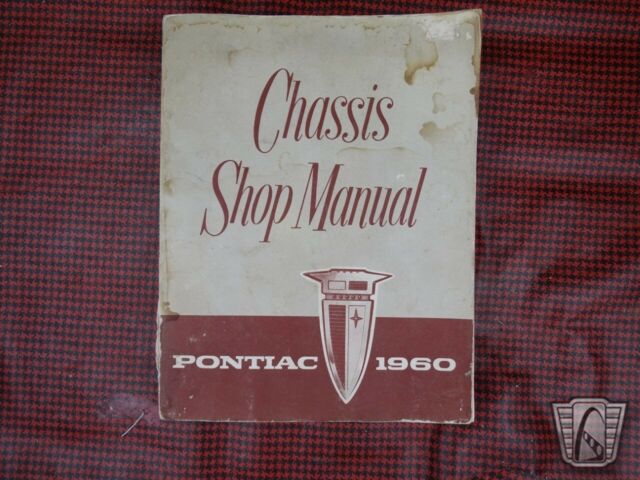 Chassis
Shop Manual
PONTIAC 1960